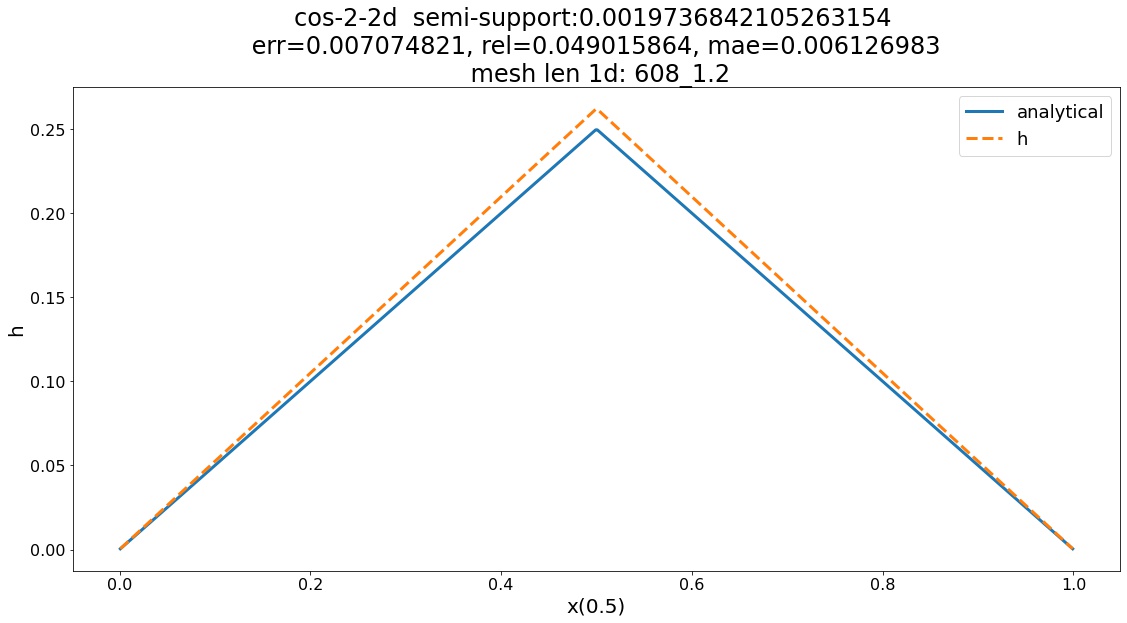 cos-2-2d  semi-support:0.0019736842105263154
err=0.007074821, rel=0.049015864, mae=0.006126983
mesh len 1d: 608_1.2
analytical
h
0.25
0.20
0.15
0.10
0.05
0.00
h
0.0 0.2 0.4 0.6 0.8 1.0
x(0.5)